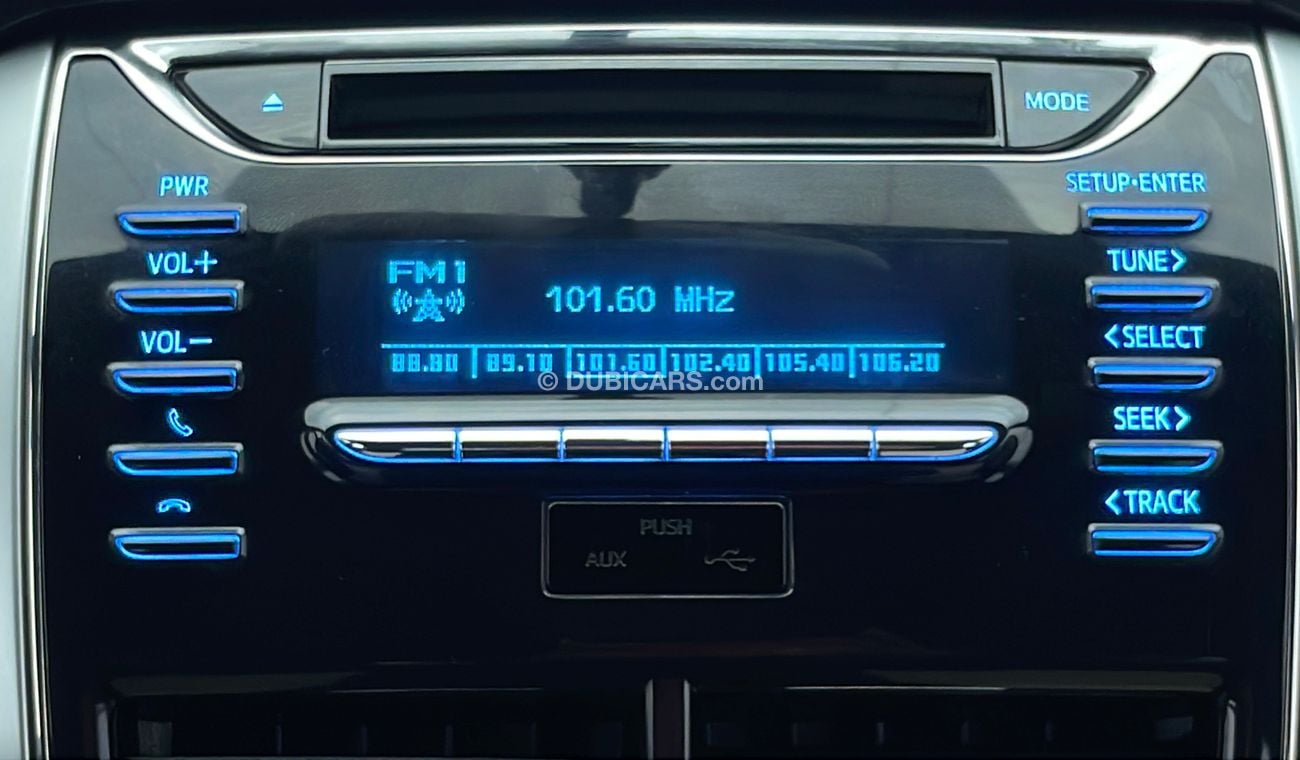 MODE
PWR
SETUP•ENTER
VOL+
TUNE>
FM1
101.60 MHz
VOL−
<SELECT
88.80 89.10 101.60 102.40 105.40 106.20
© DUBICARS.com
SEEK>
<TRACK
PUSH
AUX